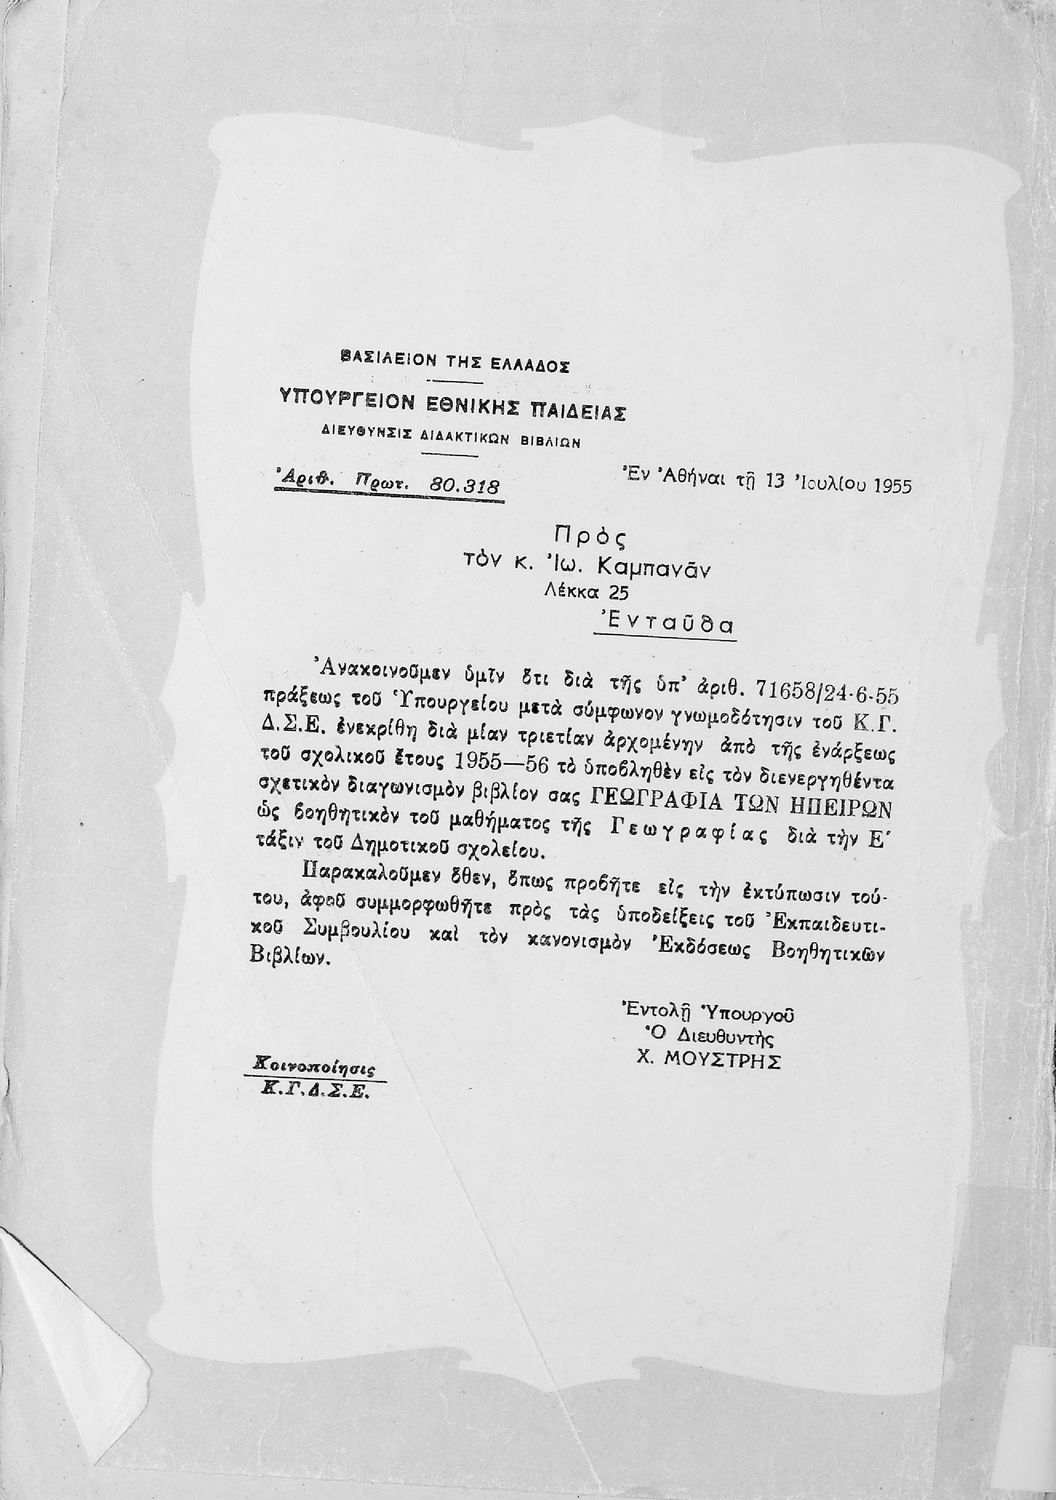 ΒΑΣΙΛΕΙΟΝ ΤΗΣ ΕΛΛΑΔΟΣ
ΥΠΟΥΡΓΕΙΟΝ ΕΘΝΙΚΗΣ ΠΑΙΔΕΙΑΣ
ΔΙΕΥΘΥΝΣΙΣ ΔΙΔΑΚΤΙΚΩΝ ΒΙΒΛΙΩΝ
Ἀριθ. Πρωτ. 80.318
Ἐν Ἀθήναι τῇ 13 Ἰουλίου 1955
Πρὸς
τὸν κ. Ἰω. Καμπανᾶν
Λέκκα 25
Ἐνταῦθα
Ἀνακοινοῦμεν ὑμῖν ὅτι διὰ τῆς ὑπ' ἀριθ. 71658/24-6-55
πράξεως τοῦ Ὑπουργείου μετὰ σύμφωνον γνωμοδότησιν τοῦ Κ.Γ.
Δ.Σ.Ε. ἐνεκρίθη διὰ μίαν τριετίαν ἀρχομένην ἀπὸ τῆς ἐνάρξεως
τοῦ σχολικοῦ ἔτους 1955—56 τὸ ὑποβληθὲν εἰς τὸν διενεργηθέντα
σχετικὸν διαγωνισμὸν βιβλίον σας ΓΕΩΓΡΑΦΙΑ ΤΩΝ ΗΠΕΙΡΩΝ
ὡς βοηθητικὸν τοῦ μαθήματος τῆς Γεωγραφίας διὰ τὴν Ε΄
τάξιν τοῦ Δημοτικοῦ σχολείου.
Παρακαλοῦμεν ὅθεν, ὅπως προβῆτε εἰς τὴν ἐκτύπωσιν τού-
του, ἀφοῦ συμμορφωθῆτε πρὸς τὰς ὑποδείξεις τοῦ Ἐκπαιδευτι-
κοῦ Συμβουλίου καὶ τὸν κανονισμὸν Ἐκδόσεως Βοηθητικῶν
Βιβλίων.
Ἐντολῇ Ὑπουργοῦ
Ὁ Διευθυντὴς
Χ. ΜΟΥΣΤΡΗΣ
Κοινοποίησις
Κ.Γ.Δ.Σ.Ε.